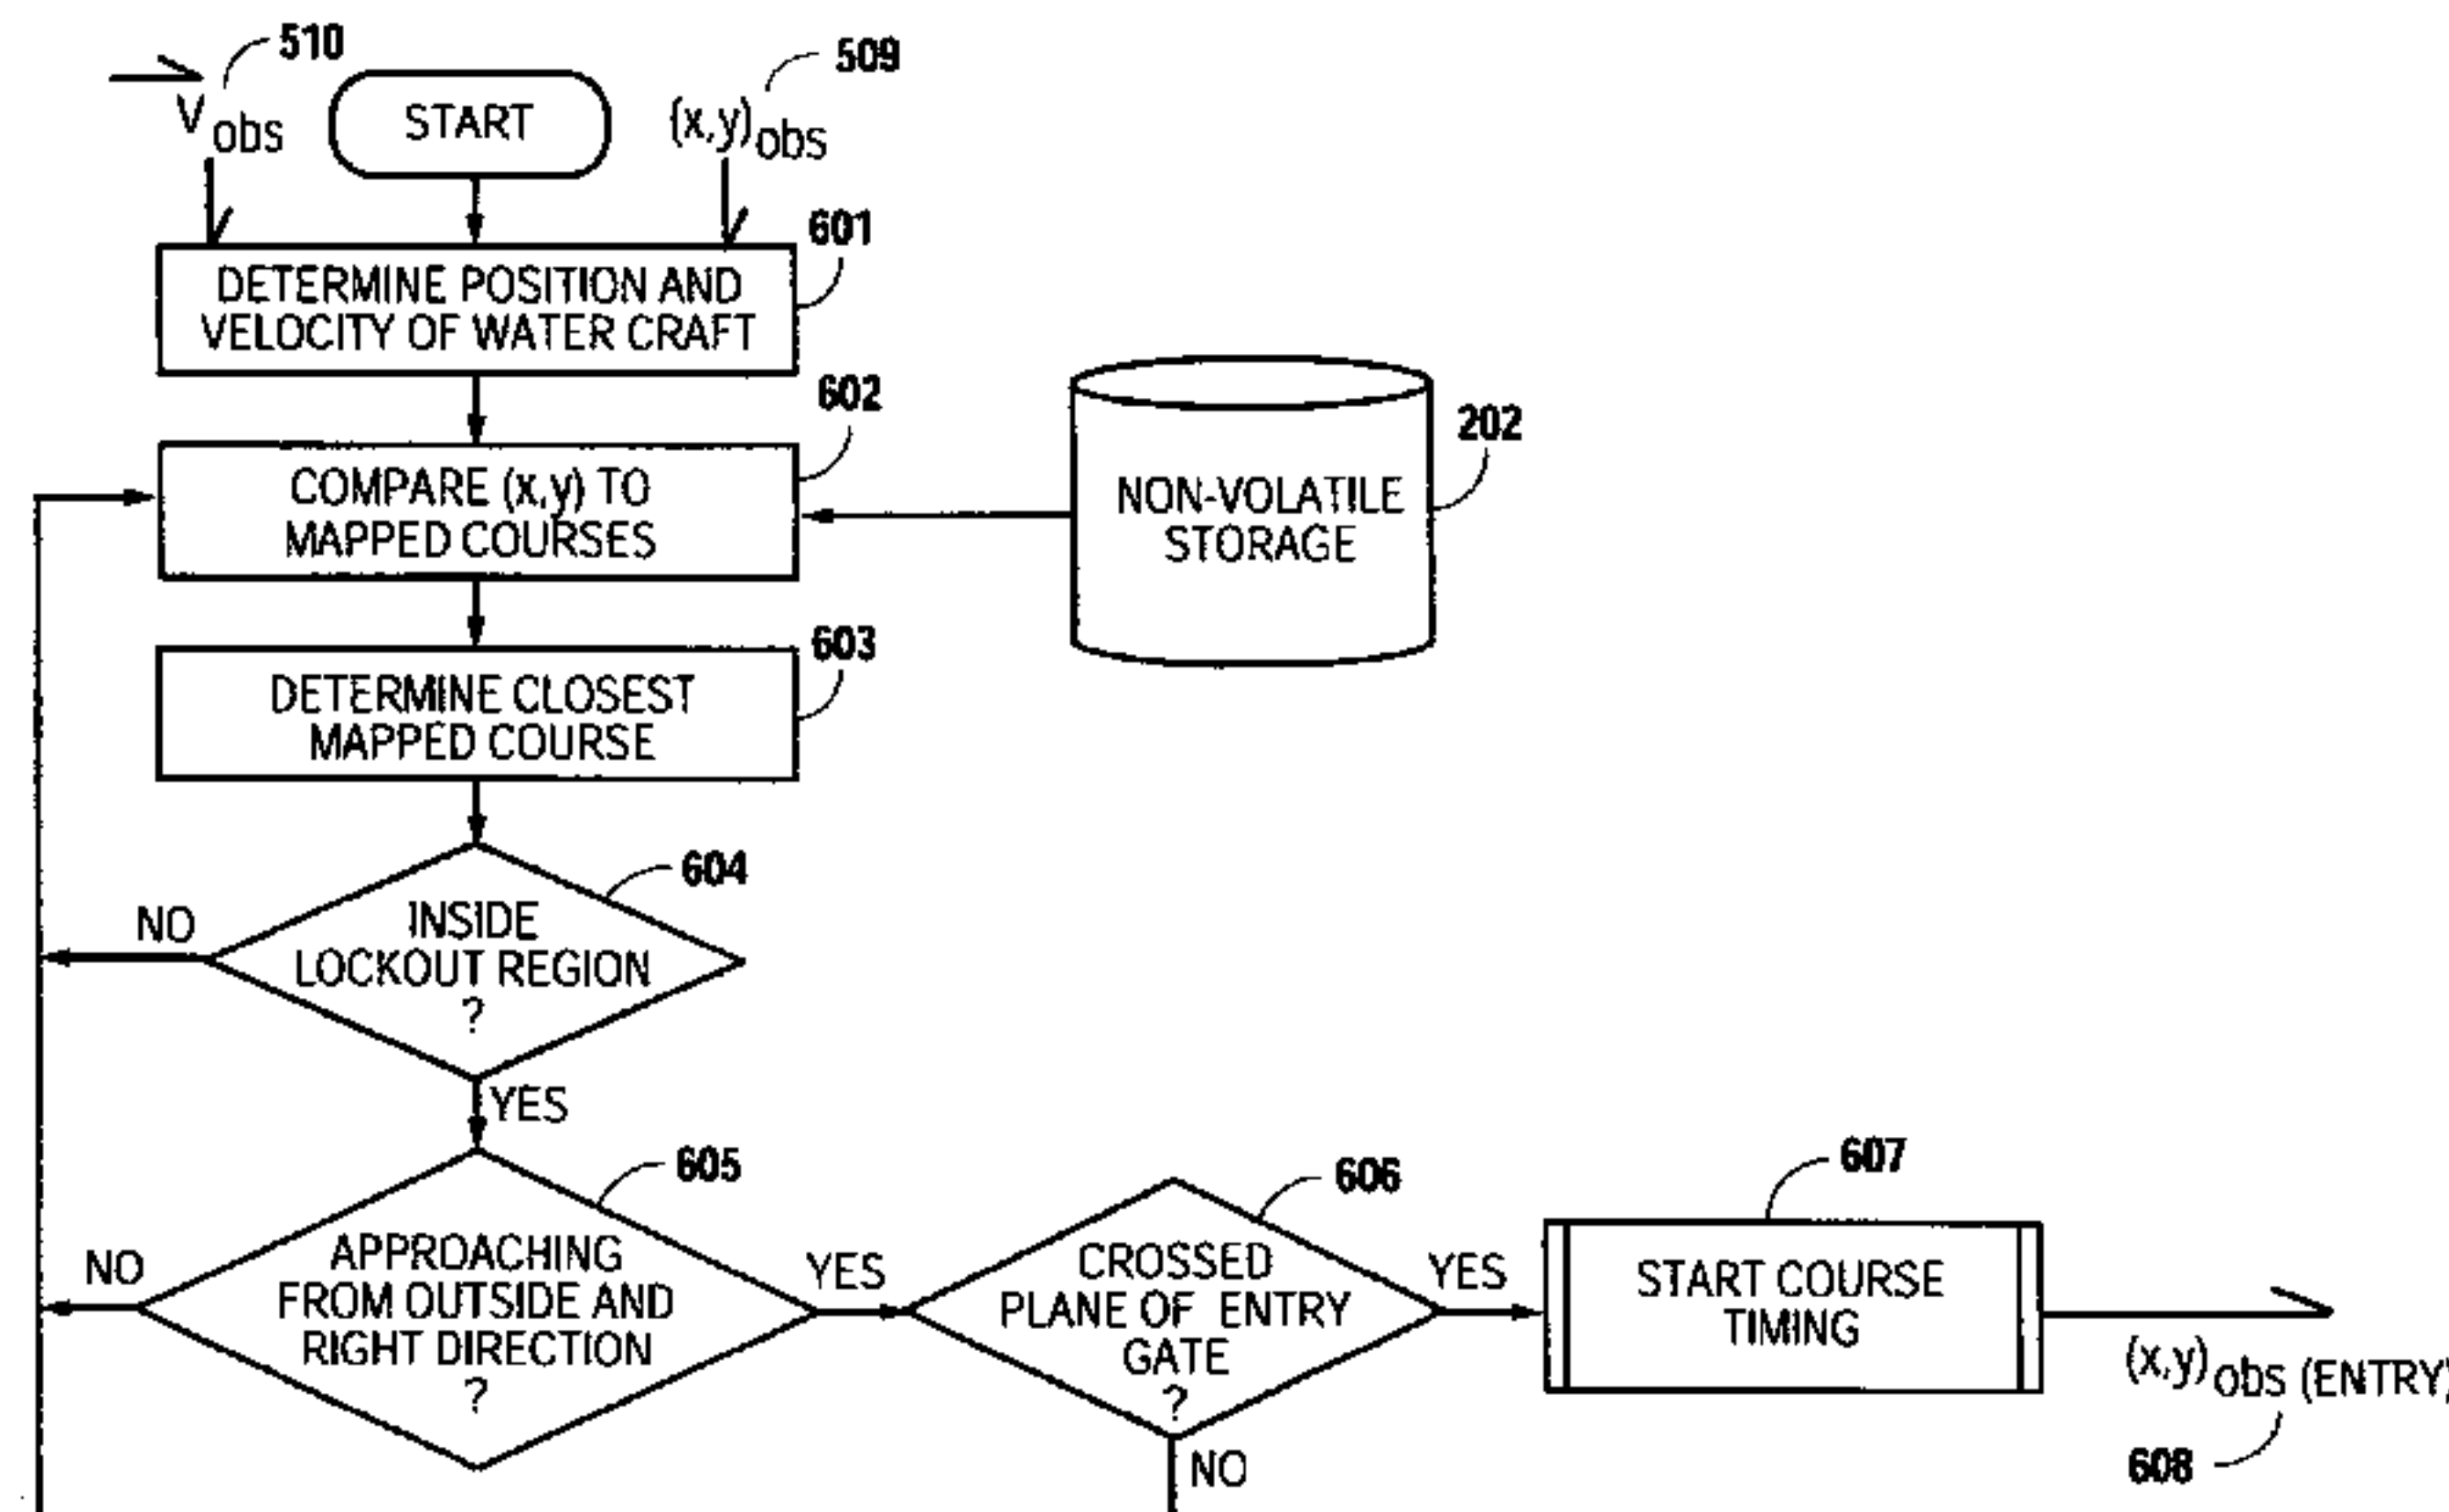 510
509
V obs
START
(x,y) obs
601
DETERMINE POSITION AND
VELOCITY OF WATER CRAFT
602
COMPARE (x,y) TO
MAPPED COURSES
202
NON-VOLATILE
STORAGE
603
DETERMINE CLOSEST
MAPPED COURSE
604
NO
INSIDE
LOCKOUT REGION
?
YES
605
NO
APPROACHING
FROM OUTSIDE AND
RIGHT DIRECTION
?
YES
606
CROSSED
PLANE OF ENTRY
GATE
?
YES
NO
607
START COURSE
TIMING
(x,y) obs (ENTRY)
608